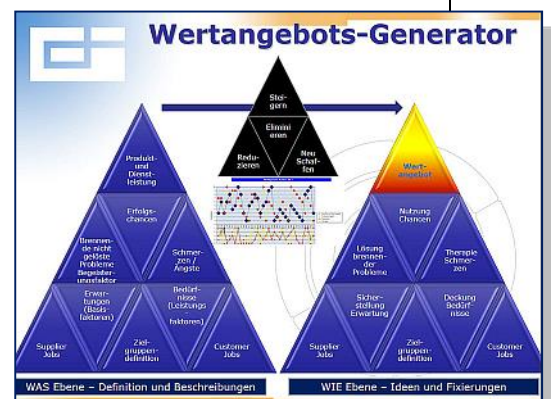 Wertangebots-Generator
Stei-
gern
Elimini
eren
Redu-
zieren
Neu
Schaf-
fen
Produkt-
und
Dienst-
leistung
Erfolgs-
chancen
Brennen-
de nicht
gelöste
Probleme
Begeister-
ungsfaktor
Schmer-
zen /
Ängste
Erwar-
tungen
(Basis-
faktoren)
Bedürf-
nisse
(Leistungs
-
faktoren)
Supplier
Jobs
Ziel-
gruppen-
definition
Customer
Jobs
WAS Ebene – Definition und Beschreibungen
Wert-
angebot
Nutzung
Chancen
Lösung
brennen-
der
Probleme
Therapie
Schmer-
zen
Sicher-
stellung
Erwartung
Deckung
Bedürf-
nisse
Supplier
Jobs
Ziel-
gruppen-
definition
Customer
Jobs
WIE Ebene – Ideen und Fixierungen